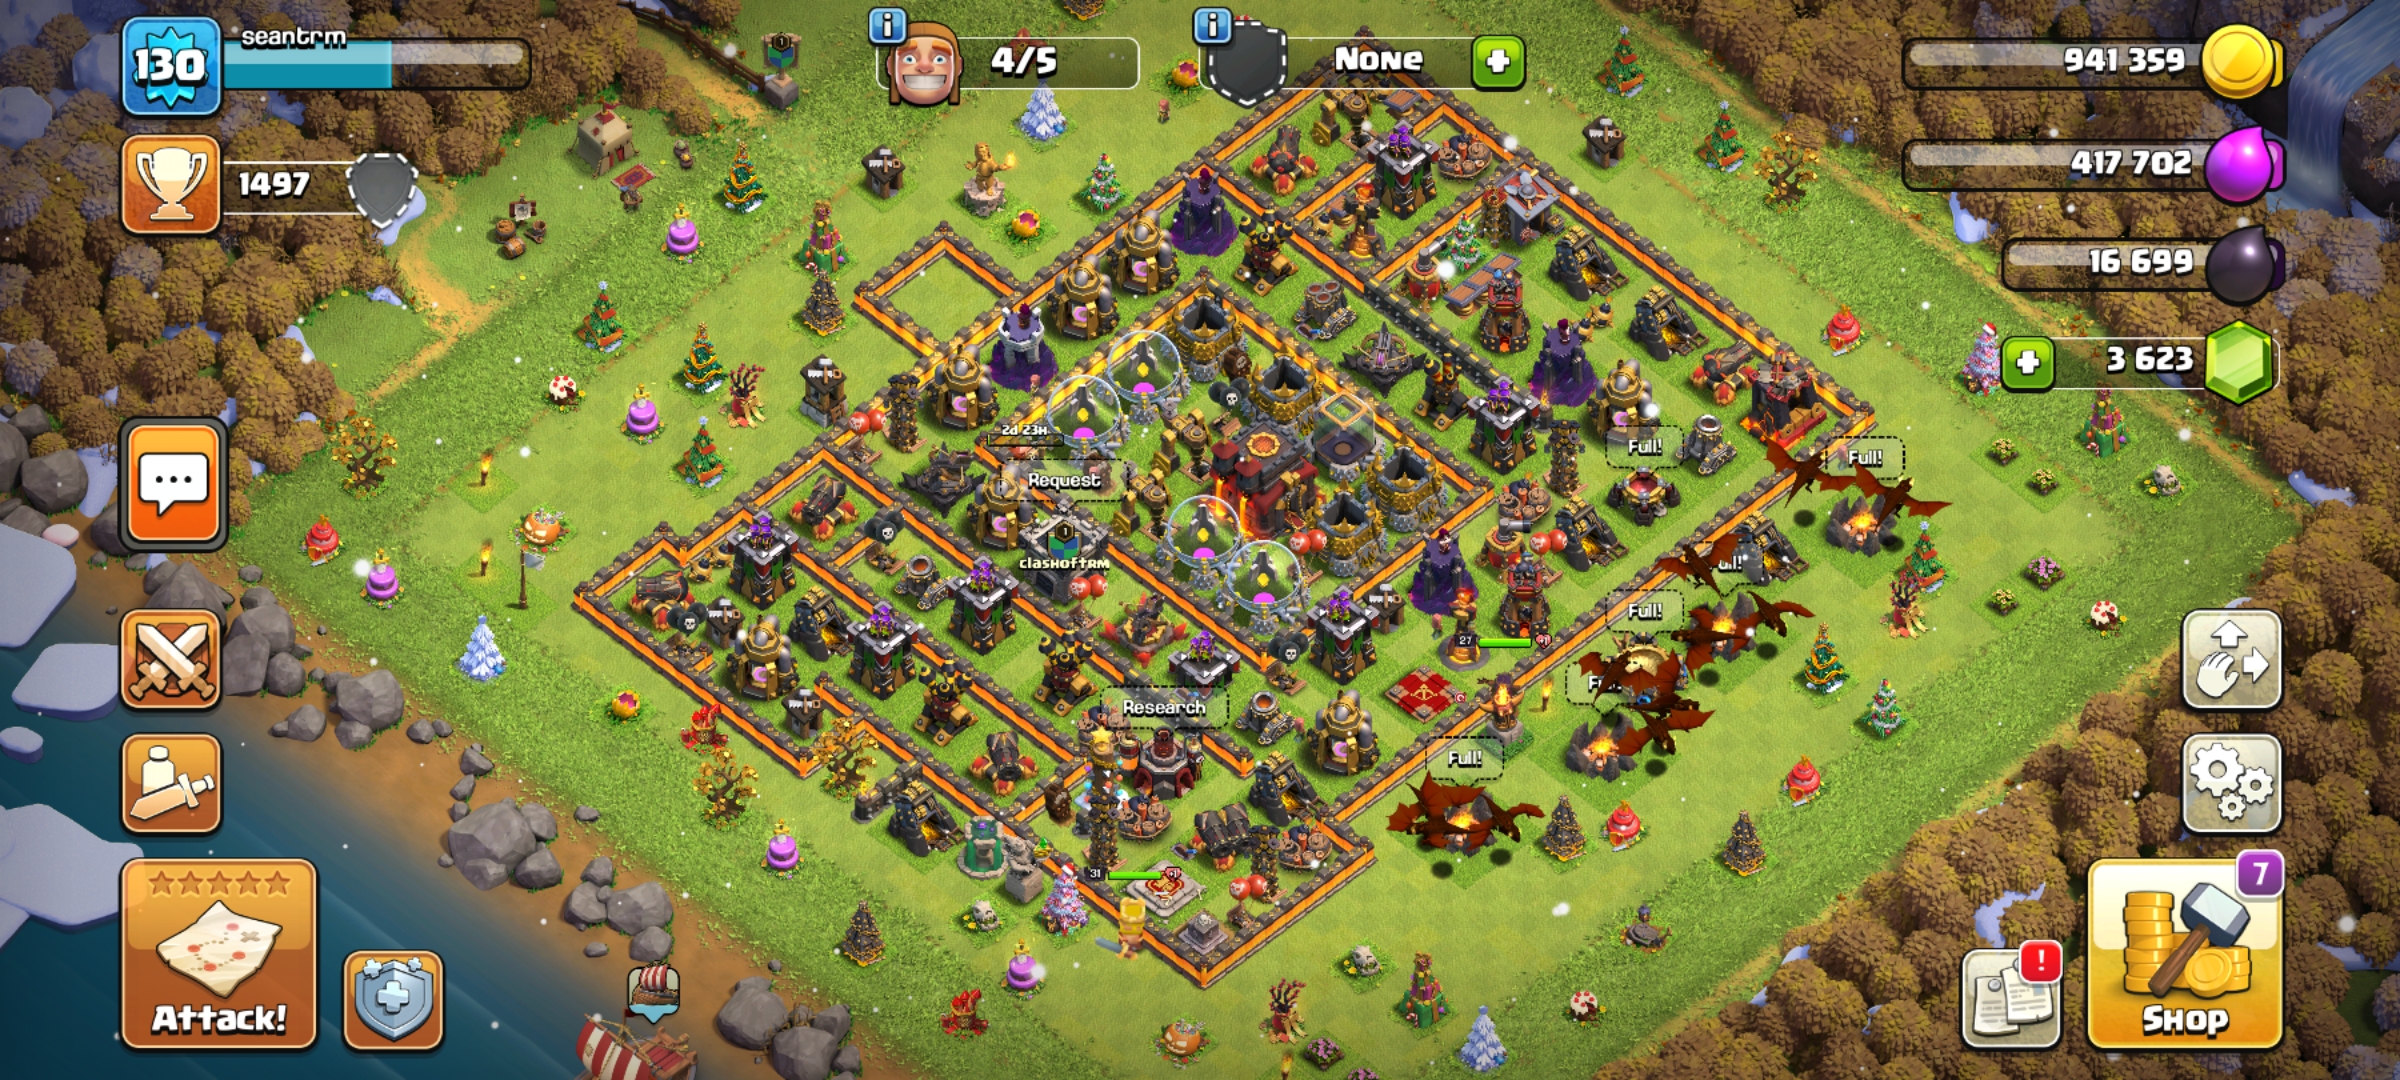 130
seantrm
4/5
None
941 359
1497
417 702
16 699
3 623
2d 23H
Full!
Full!
Request
clashoftrm
Full!
27
Research
Full!
31
7
Attack!
Shop